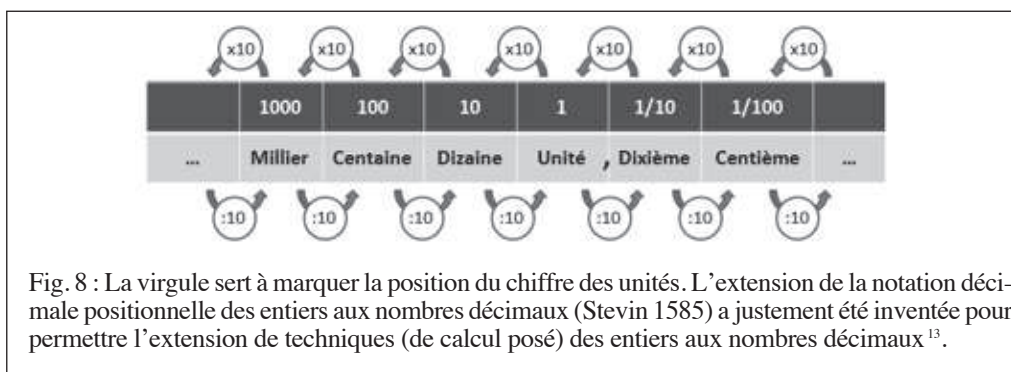 x10 x10 x10 x10 x10 x10 x10
1000 100 10 1 1/10 1/100
... Millier Centaine Dizaine Unité , Dixième Centième ...
:10 :10 :10 :10 :10 :10 :10
Fig. 8 : La virgule sert à marquer la position du chiffre des unités. L’extension de la notation déci-
male positionnelle des entiers aux nombres décimaux (Stevin 1585) a justement été inventée pour
permettre l’extension de techniques (de calcul posé) des entiers aux nombres décimaux 13.